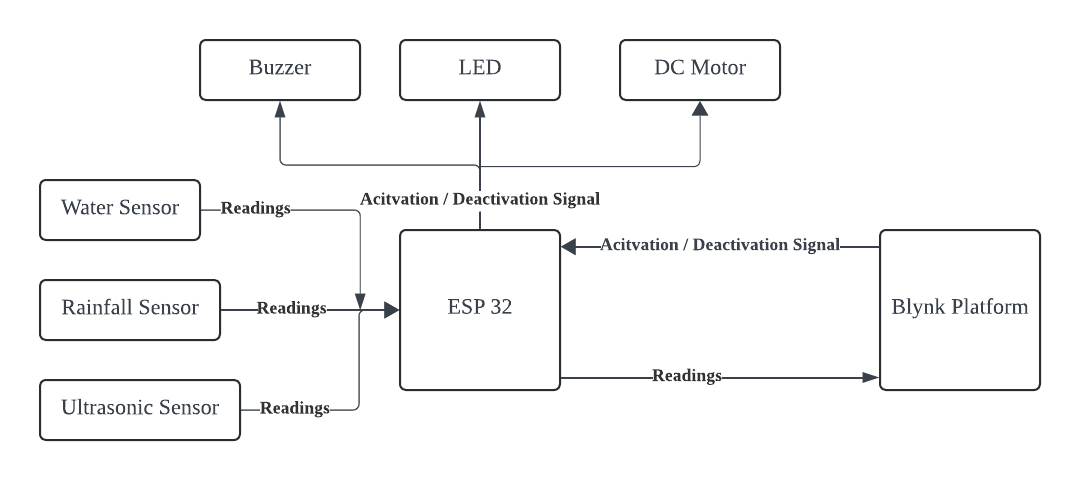 Buzzer
LED
DC Motor
Acitvation / Deactivation Signal
Water Sensor
Readings
Acitvation / Deactivation Signal
Rainfall Sensor
Readings
ESP 32
Blynk Platform
Readings
Ultrasonic Sensor
Readings